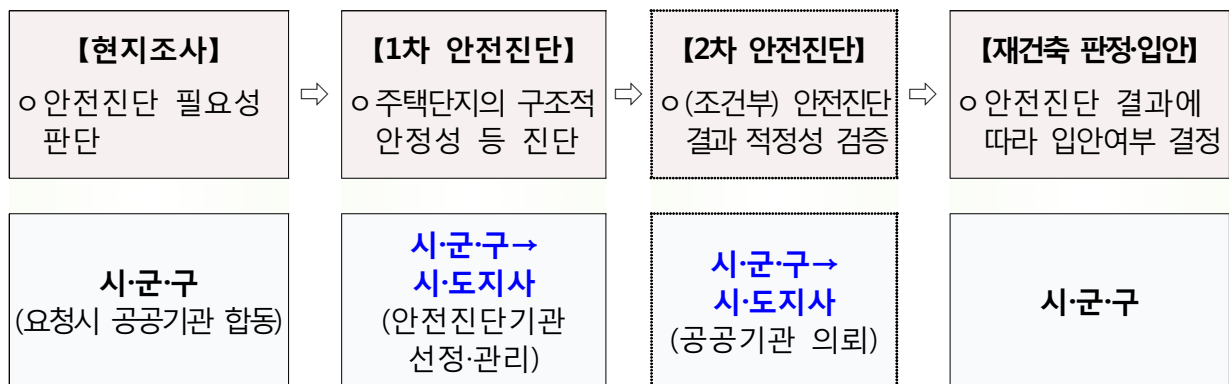 【현지조사】
ㅇ안전진단 필요성
판단
⇨
【1차 안전진단】
ㅇ주택단지의 구조적
안정성 등 진단
⇨
【2차 안전진단】
ㅇ(조건부) 안전진단
결과 적정성 검증
⇨
【재건축 판정·입안】
ㅇ안전진단 결과에
따라 입안여부 결정
시·군·구
(요청시 공공기관 합동)
시·군·구→
시·도지사
(안전진단기관
선정·관리)
시·군·구→
시·도지사
(공공기관 의뢰)
시·군·구